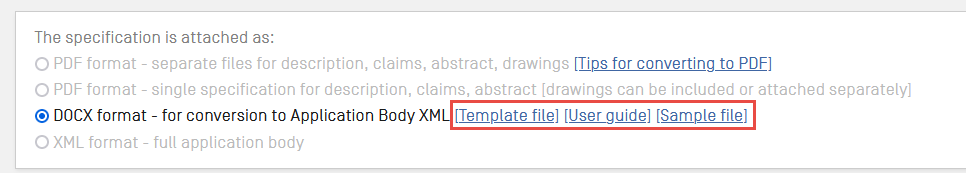 The specification is attached as:
PDF format - separate files for description, claims, abstract, drawings [Tips for converting to PDF]
PDF format - single specification for description, claims, abstract [drawings can be included or attached separately]
DOCX format - for conversion to Application Body XML [Template file] [User guide] [Sample file]
XML format - full application body